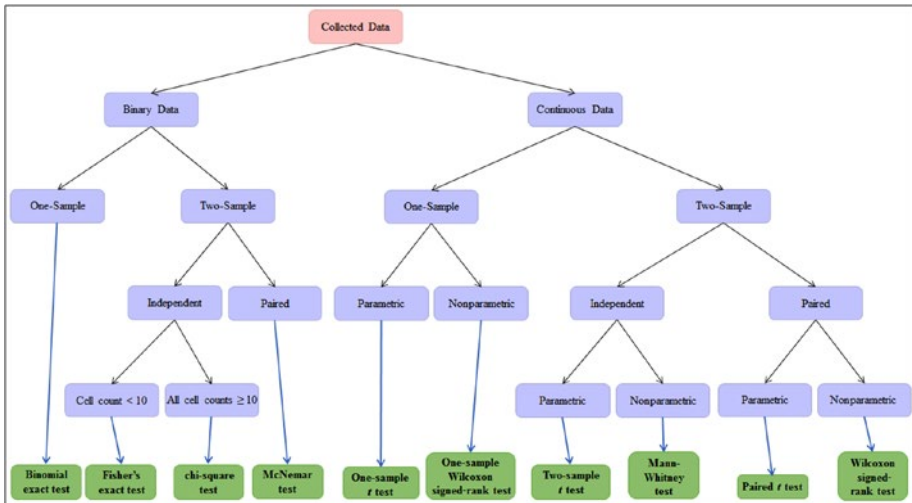 Collected Data
Binary Data
Continuous Data
One-Sample
Two-Sample
One-Sample
Two-Sample
Independent
Paired
Parametric
Nonparametric
Independent
Paired
Cell count < 10
All cell counts ≥ 10
Parametric
Nonparametric
Parametric
Nonparametric
Binomial
exact test
Fisher's
exact test
chi-square
test
McNemar
test
One-sample
t test
One-sample
Wilcoxon
signed-rank test
Two-sample
t test
Mann-
Whitney
test
Paired t test
Wilcoxon
signed-
rank test